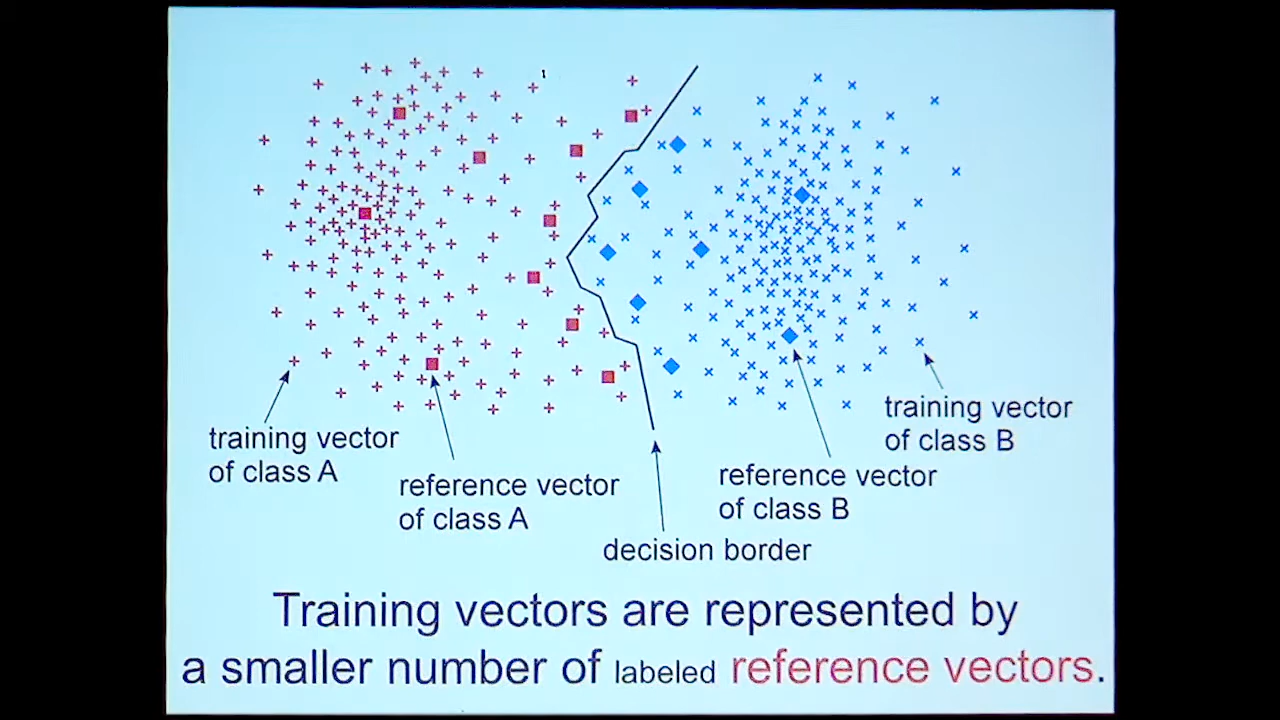 training vector
of class A
reference vector
of class A
decision border
reference vector
of class B
training vector
of class B
Training vectors are represented by
a smaller number of labeled reference vectors.